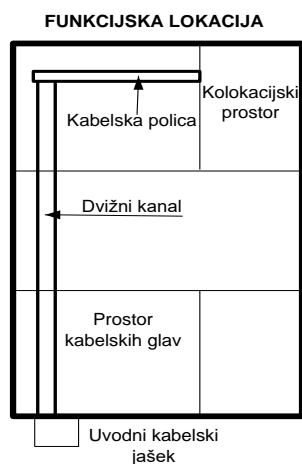 FUNKCIJSKA LOKACIJA
Kolokacijski
prostor
Kabelska polica
Dvižni kanal
Prostor
kabelskih glav
Uvodni kabelski
jašek